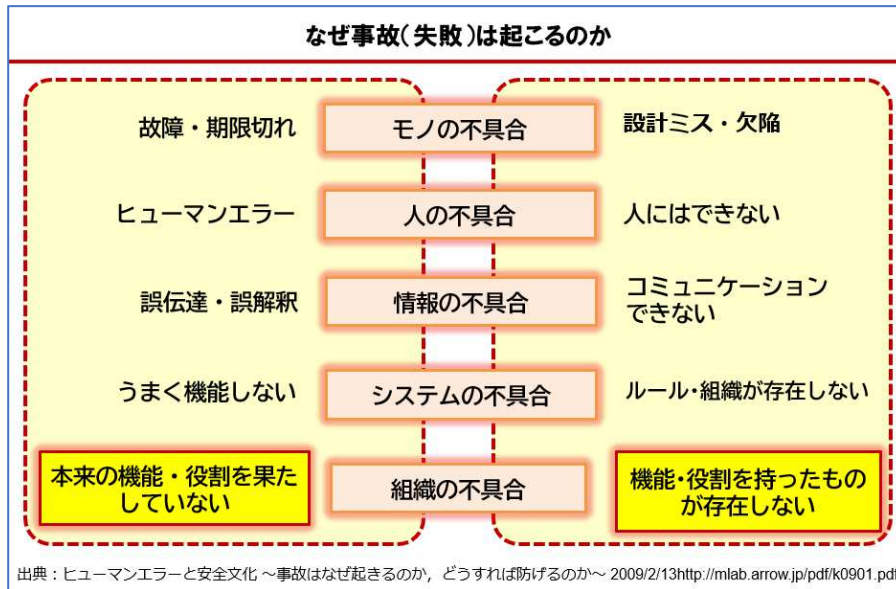 なぜ事故(失敗)は起こるのか
故障・期限切れ
モノの不具合
設計ミス・欠陥
ヒューマンエラー
人の不具合
人にはできない
誤伝達・誤解釈
情報の不具合
コミュニケーション
できない
うまく機能しない
システムの不具合
ルール・組織が存在しない
本来の機能・役割を果た
していない
組織の不具合
機能・役割を持ったもの
が存在しない
出典：ヒューマンエラーと安全文化 ～事故はなぜ起きるのか，どうすれば防げるのか～ 2009/2/13http://mlab.arrow.jp/pdf/k0901.pdf